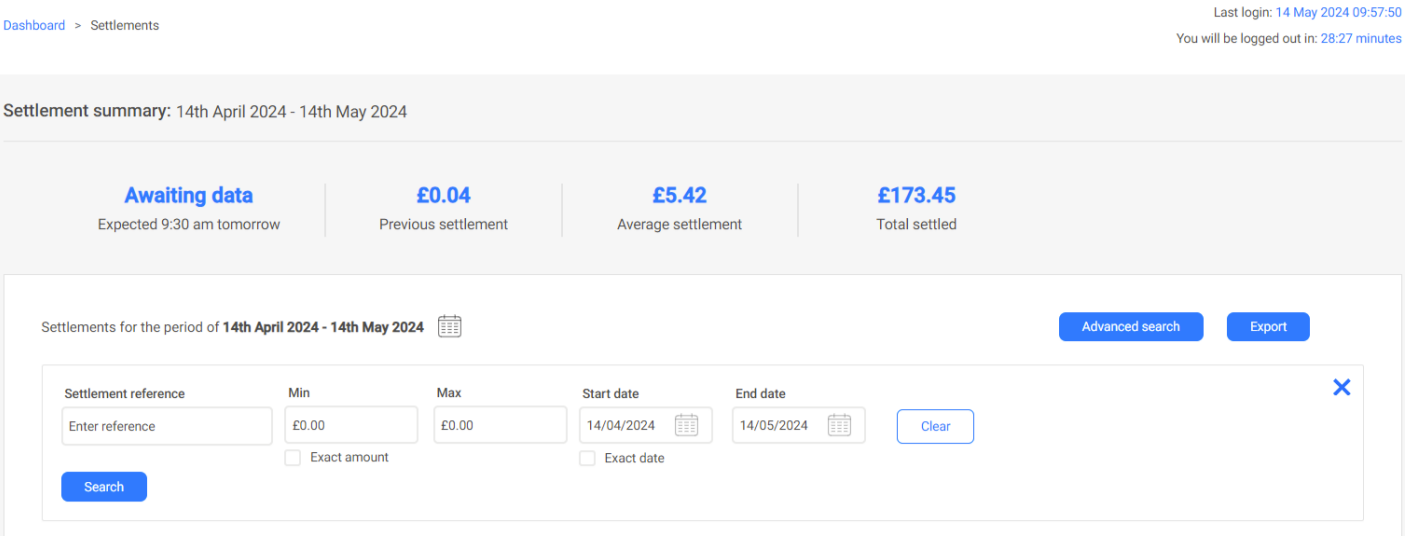 Last login: 14 May 2024 09:57:50
Dashboard > Settlements
You will be logged out in: 28:27 minutes
Settlement summary: 14th April 2024 - 14th May 2024
Awaiting data £0.04 £5.42 £173.45
Expected 9:30 am tomorrow Previous settlement Average settlement Total settled
Settlements for the period of 14th April 2024 - 14th May 2024 Advanced search Export
Settlement reference Min Max Start date End date
Enter reference £0.00 £0.00 14/04/2024 14/05/2024 Clear
Exact amount Exact date
Search